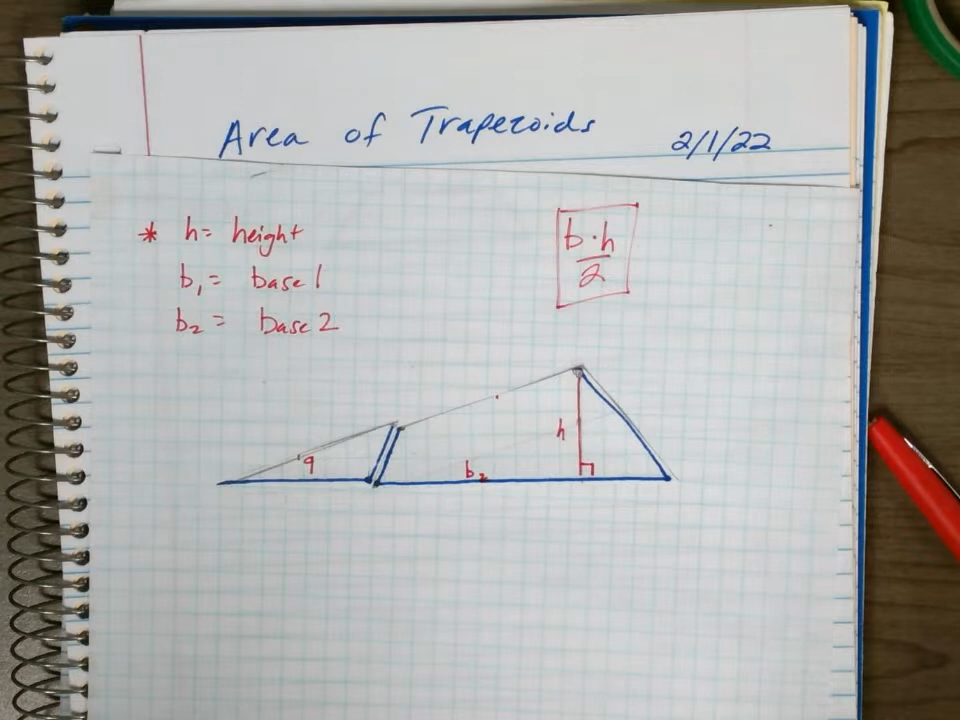 Area of Trapezoids 2/1/22
* h= height
b₁= base 1
b₂= base 2
b·h
2
h
b₂